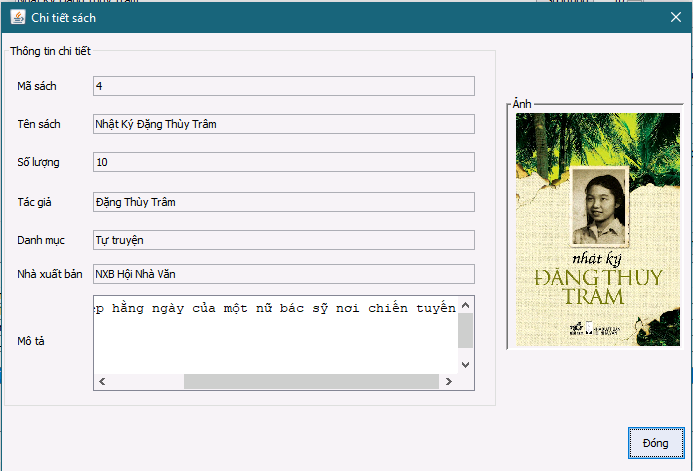 Chi tiết sách
Thông tin chi tiết
Mã sách
4
Tên sách
Nhật Ký Đặng Thùy Trâm
Số lượng
10
Tác giả
Đặng Thùy Trâm
Danh mục
Tự truyện
Nhà xuất bản
NXB Hội Nhà Văn
Mô tả
hằng ngày của một nữ bác sỹ nơi chiến tuyến
Ảnh
nhật ký
ĐẶNG THÙY
TRÂM
Đóng